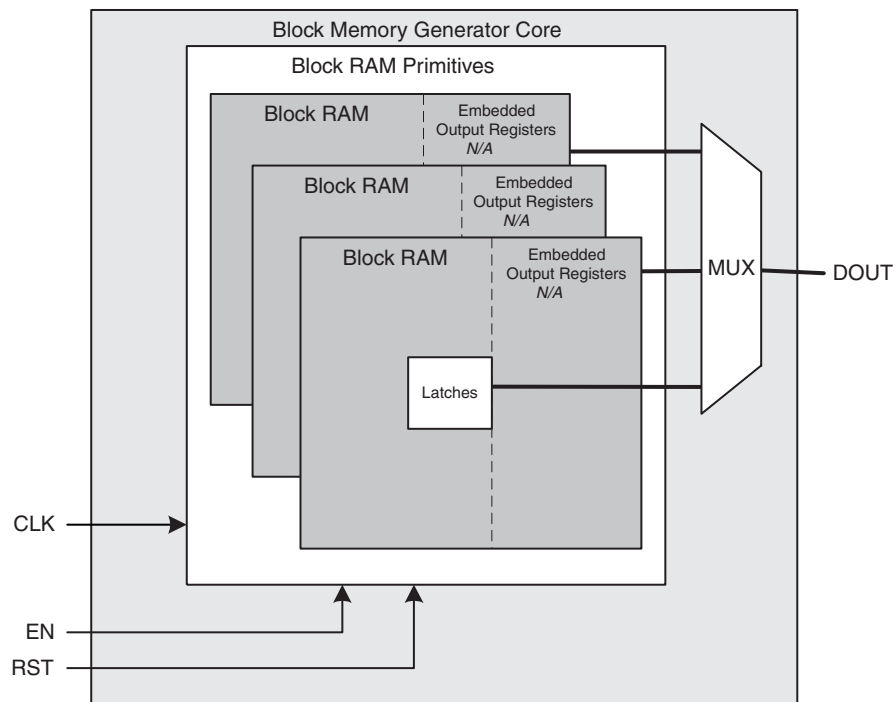 Block Memory Generator Core
Block RAM Primitives
Block RAM
Embedded
Output Registers
N/A
Block RAM
Embedded
Output Registers
N/A
Block RAM
Embedded
Output Registers
N/A
MUX
DOUT
Latches
CLK
EN
RST